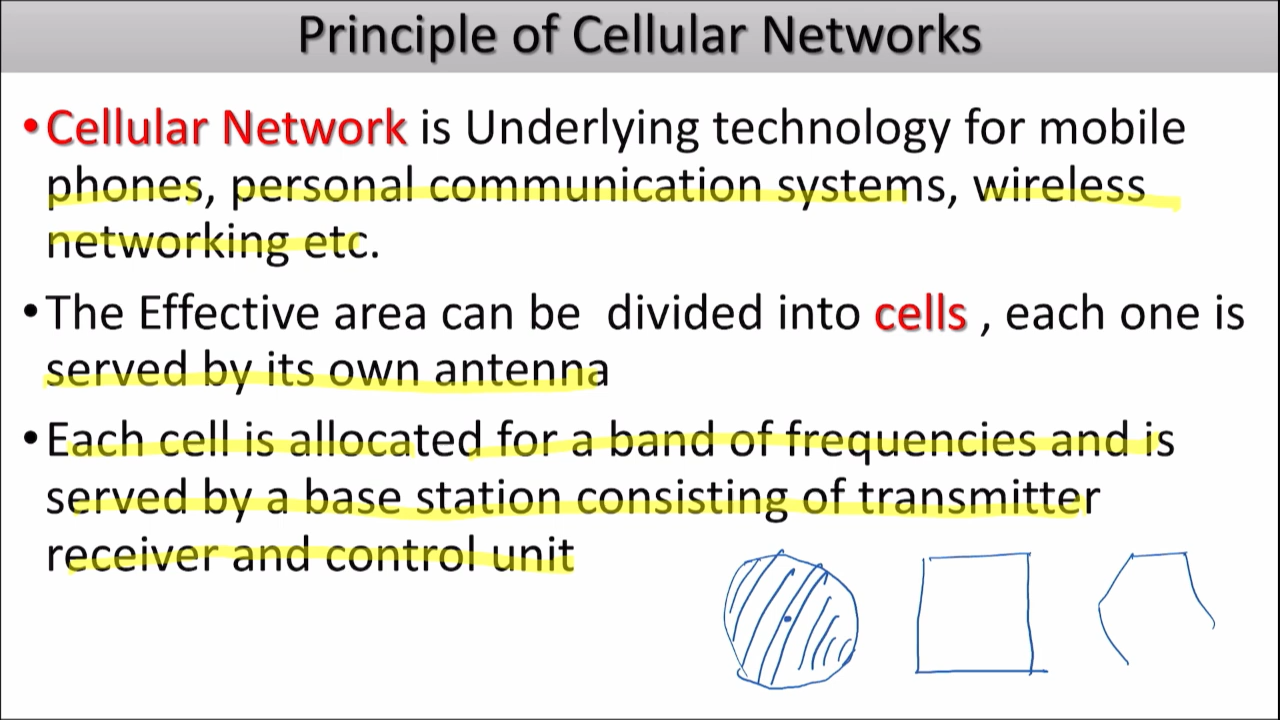 Principle of Cellular Networks
•Cellular Network is Underlying technology for mobile
phones, personal communication systems, wireless
networking etc.
•The Effective area can be divided into cells , each one is
served by its own antenna
•Each cell is allocated for a band of frequencies and is
served by a base station consisting of transmitter
receiver and control unit